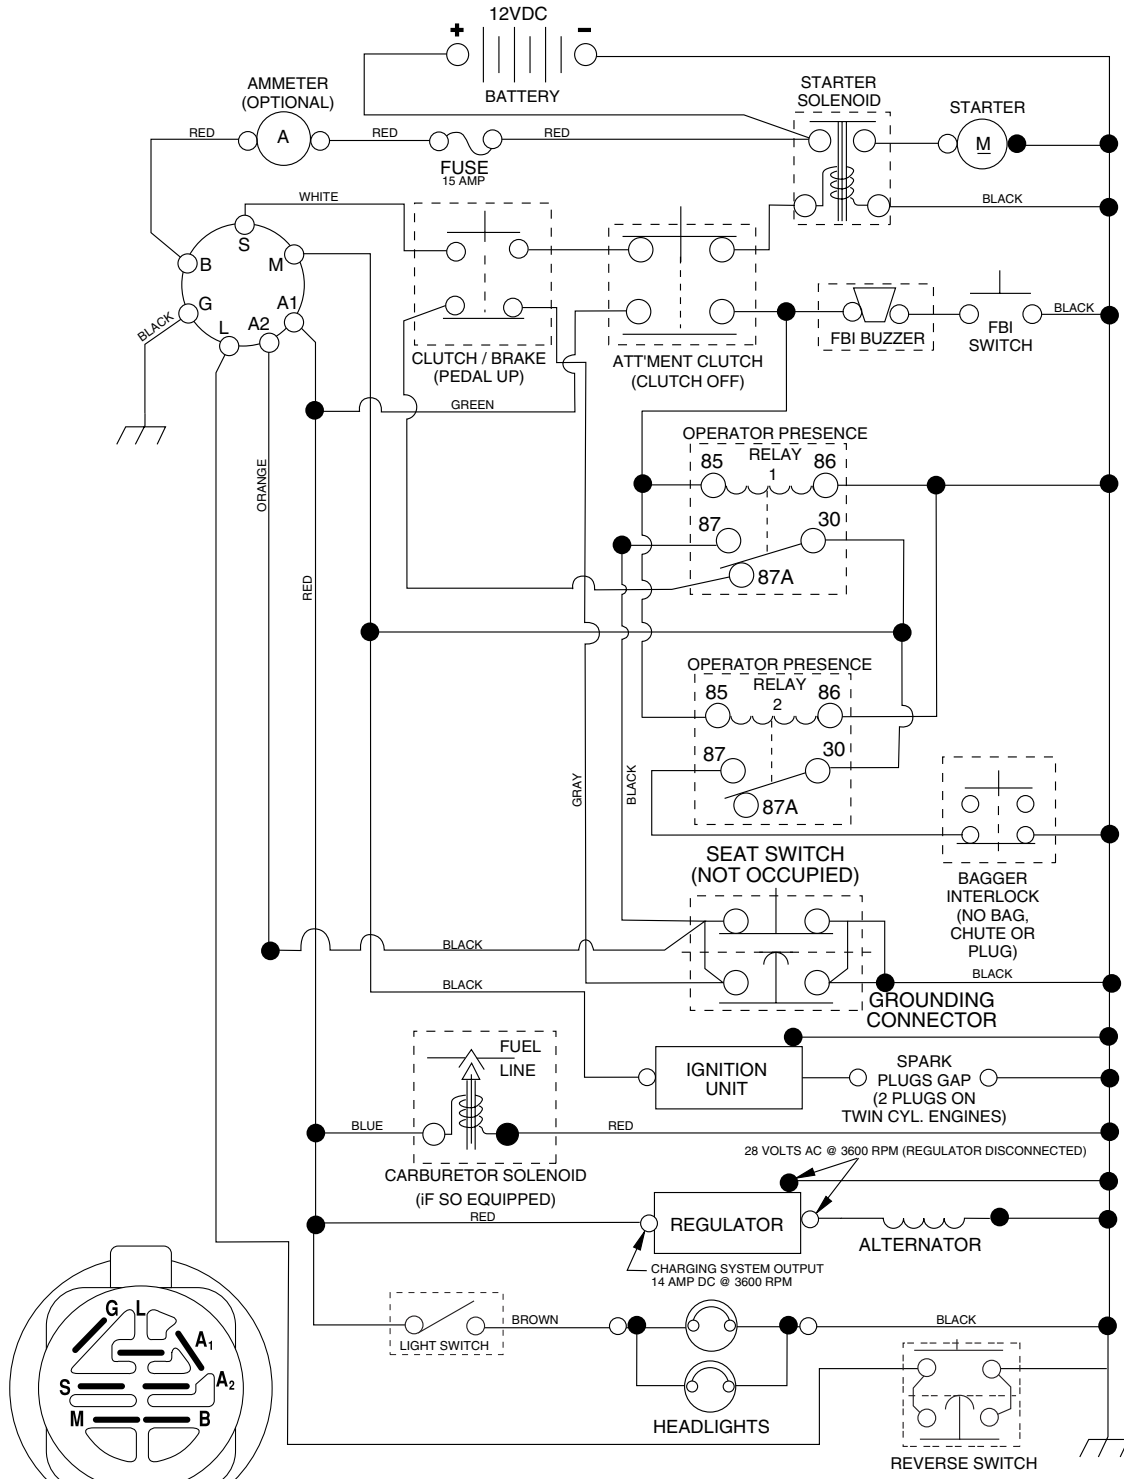 12VDC
+
–
BATTERY
AMMETER
(OPTIONAL)
A
RED
RED
FUSE
15 AMP
RED
STARTER
SOLENOID
STARTER
M
WHITE
BLACK
S
B
M
G
A1
L
A2
BLACK
CLUTCH / BRAKE
(PEDAL UP)
ATT'MENT CLUTCH
(CLUTCH OFF)
FBI BUZZER
FBI
SWITCH
BLACK
GREEN
ORANGE
RED
OPERATOR PRESENCE
RELAY
1
85
86
87
30
87A
OPERATOR PRESENCE
RELAY
2
85
86
87
30
87A
GRAY
BLACK
BAGGER
INTERLOCK
(NO BAG,
CHUTE OR
PLUG)
SEAT SWITCH
(NOT OCCUPIED)
BLACK
BLACK
BLACK
GROUNDING
CONNECTOR
FUEL
LINE
IGNITION
UNIT
SPARK
PLUGS GAP
(2 PLUGS ON
TWIN CYL. ENGINES)
BLUE
RED
CARBURETOR SOLENOID
(iF SO EQUIPPED)
28 VOLTS AC @ 3600 RPM (REGULATOR DISCONNECTED)
RED
REGULATOR
ALTERNATOR
CHARGING SYSTEM OUTPUT
14 AMP DC @ 3600 RPM
LIGHT SWITCH
BROWN
BLACK
HEADLIGHTS
REVERSE SWITCH
G
L
A1
S
A2
M
B